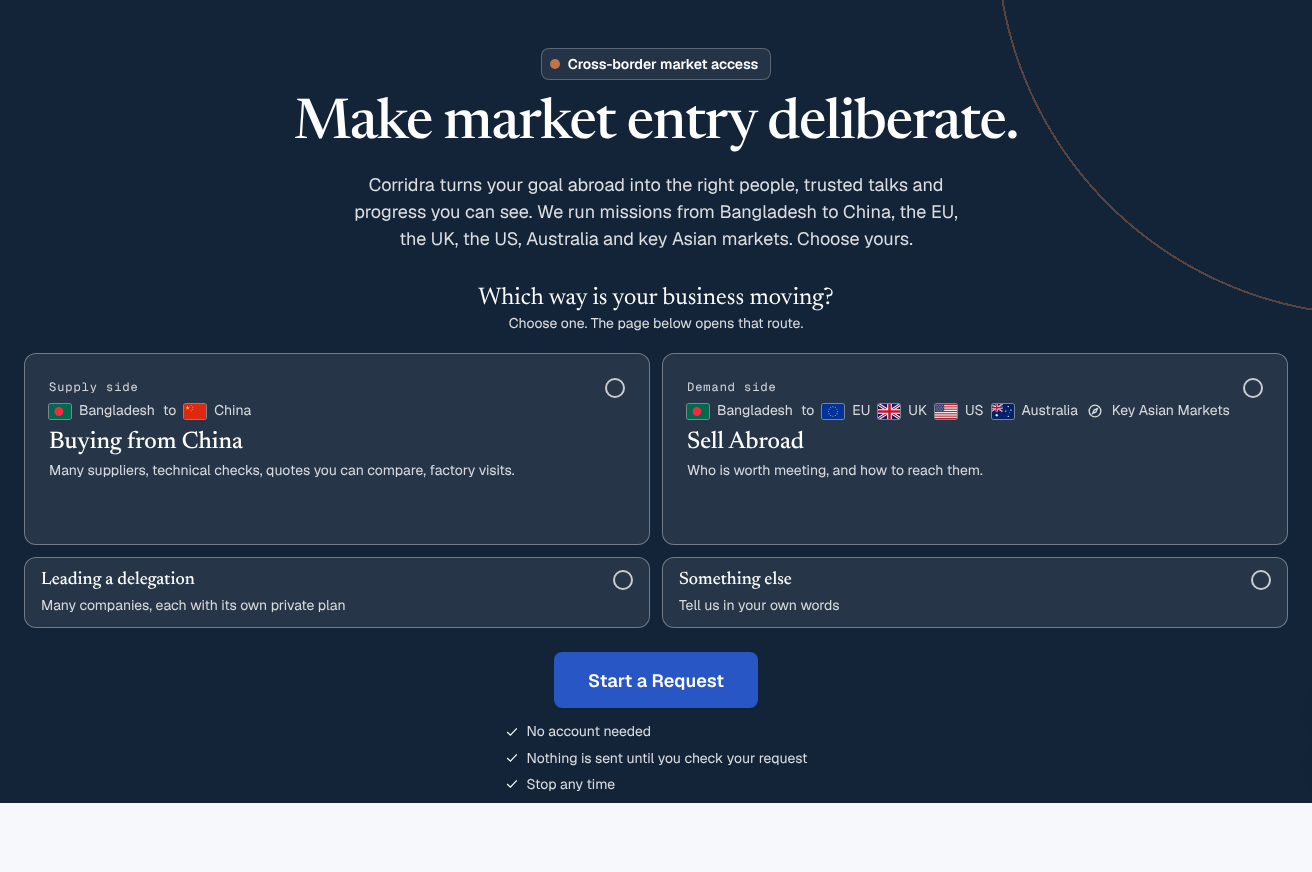 Cross-border market access
Make market entry deliberate.
Corridra turns your goal abroad into the right people, trusted talks and
progress you can see. We run missions from Bangladesh to China, the EU,
the UK, the US, Australia and key Asian markets. Choose yours.
Which way is your business moving?
Choose one. The page below opens that route.
Supply side
Bangladesh to China
Buying from China
Many suppliers, technical checks, quotes you can compare, factory visits.
Demand side
Bangladesh to EU UK US Australia Key Asian Markets
Sell Abroad
Who is worth meeting, and how to reach them.
Leading a delegation
Many companies, each with its own private plan
Something else
Tell us in your own words
Start a Request
No account needed
Nothing is sent until you check your request
Stop any time